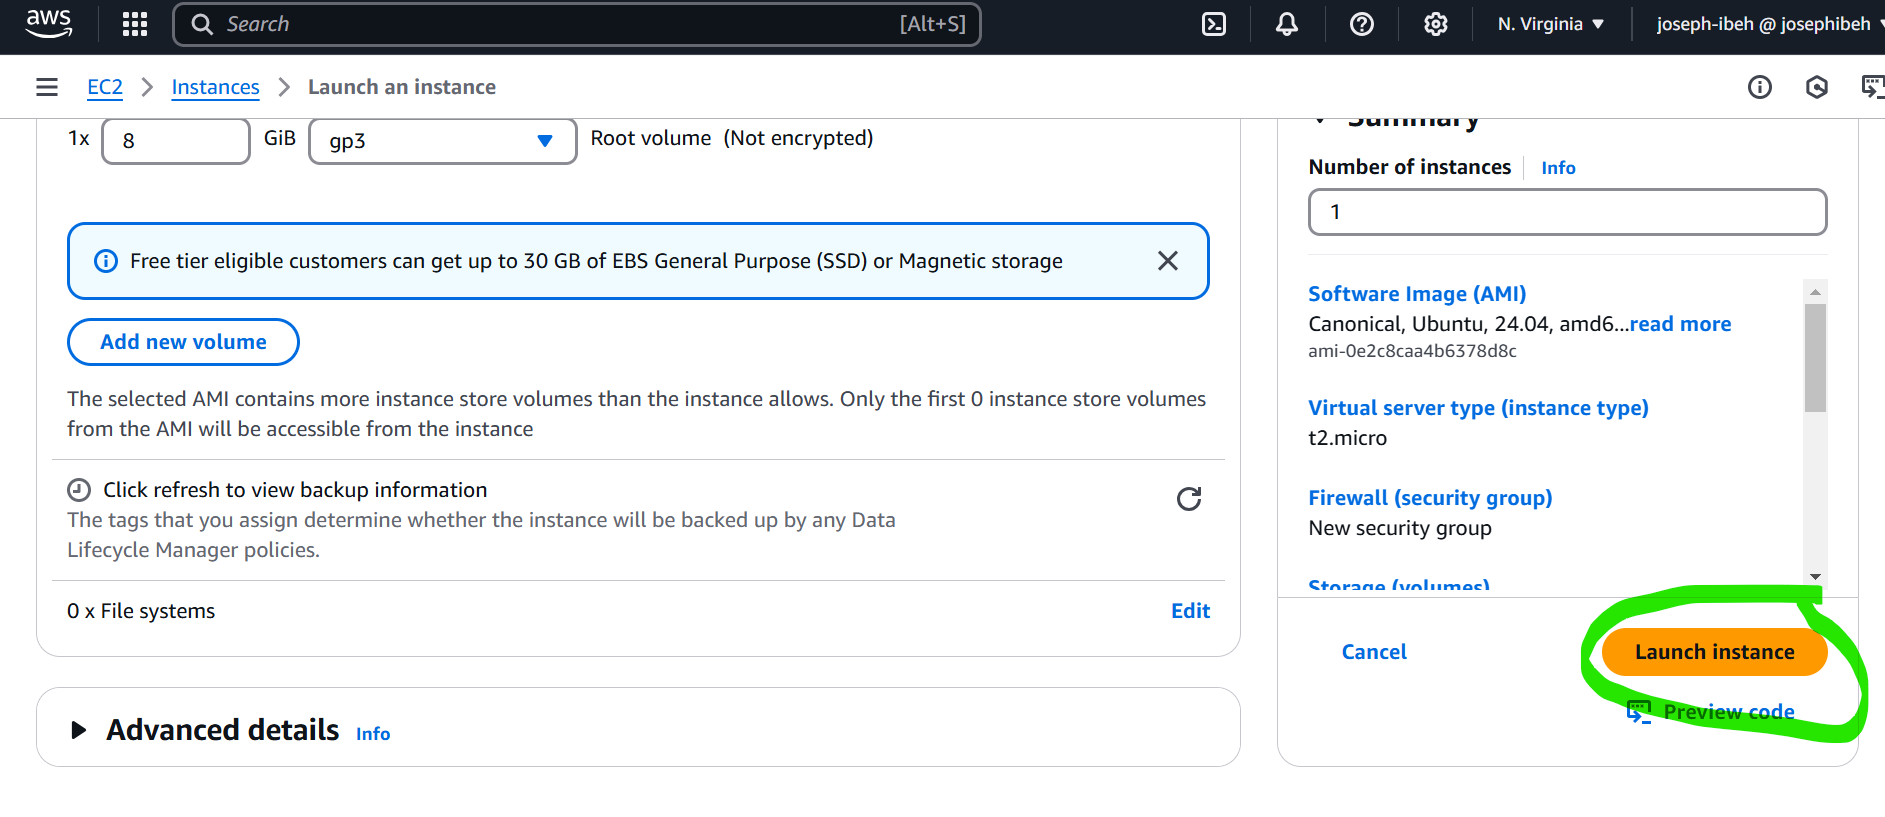 aws
Search [Alt+S]
N. Virginia
joseph-ibeh @ josephibeh
EC2 Instances Launch an instance
1x 8 GiB gp3 Root volume (Not encrypted)
Free tier eligible customers can get up to 30 GB of EBS General Purpose (SSD) or Magnetic storage
Add new volume
The selected AMI contains more instance store volumes than the instance allows. Only the first 0 instance store volumes
from the AMI will be accessible from the instance
Click refresh to view backup information
The tags that you assign determine whether the instance will be backed up by any Data
Lifecycle Manager policies.
0 x File systems Edit
Advanced details Info
Summary
Number of instances Info
1
Software Image (AMI)
Canonical, Ubuntu, 24.04, amd6...read more
ami-0e2c8caa4b6378d8c
Virtual server type (instance type)
t2.micro
Firewall (security group)
New security group
Storage (volumes)
Cancel Launch instance
Preview code